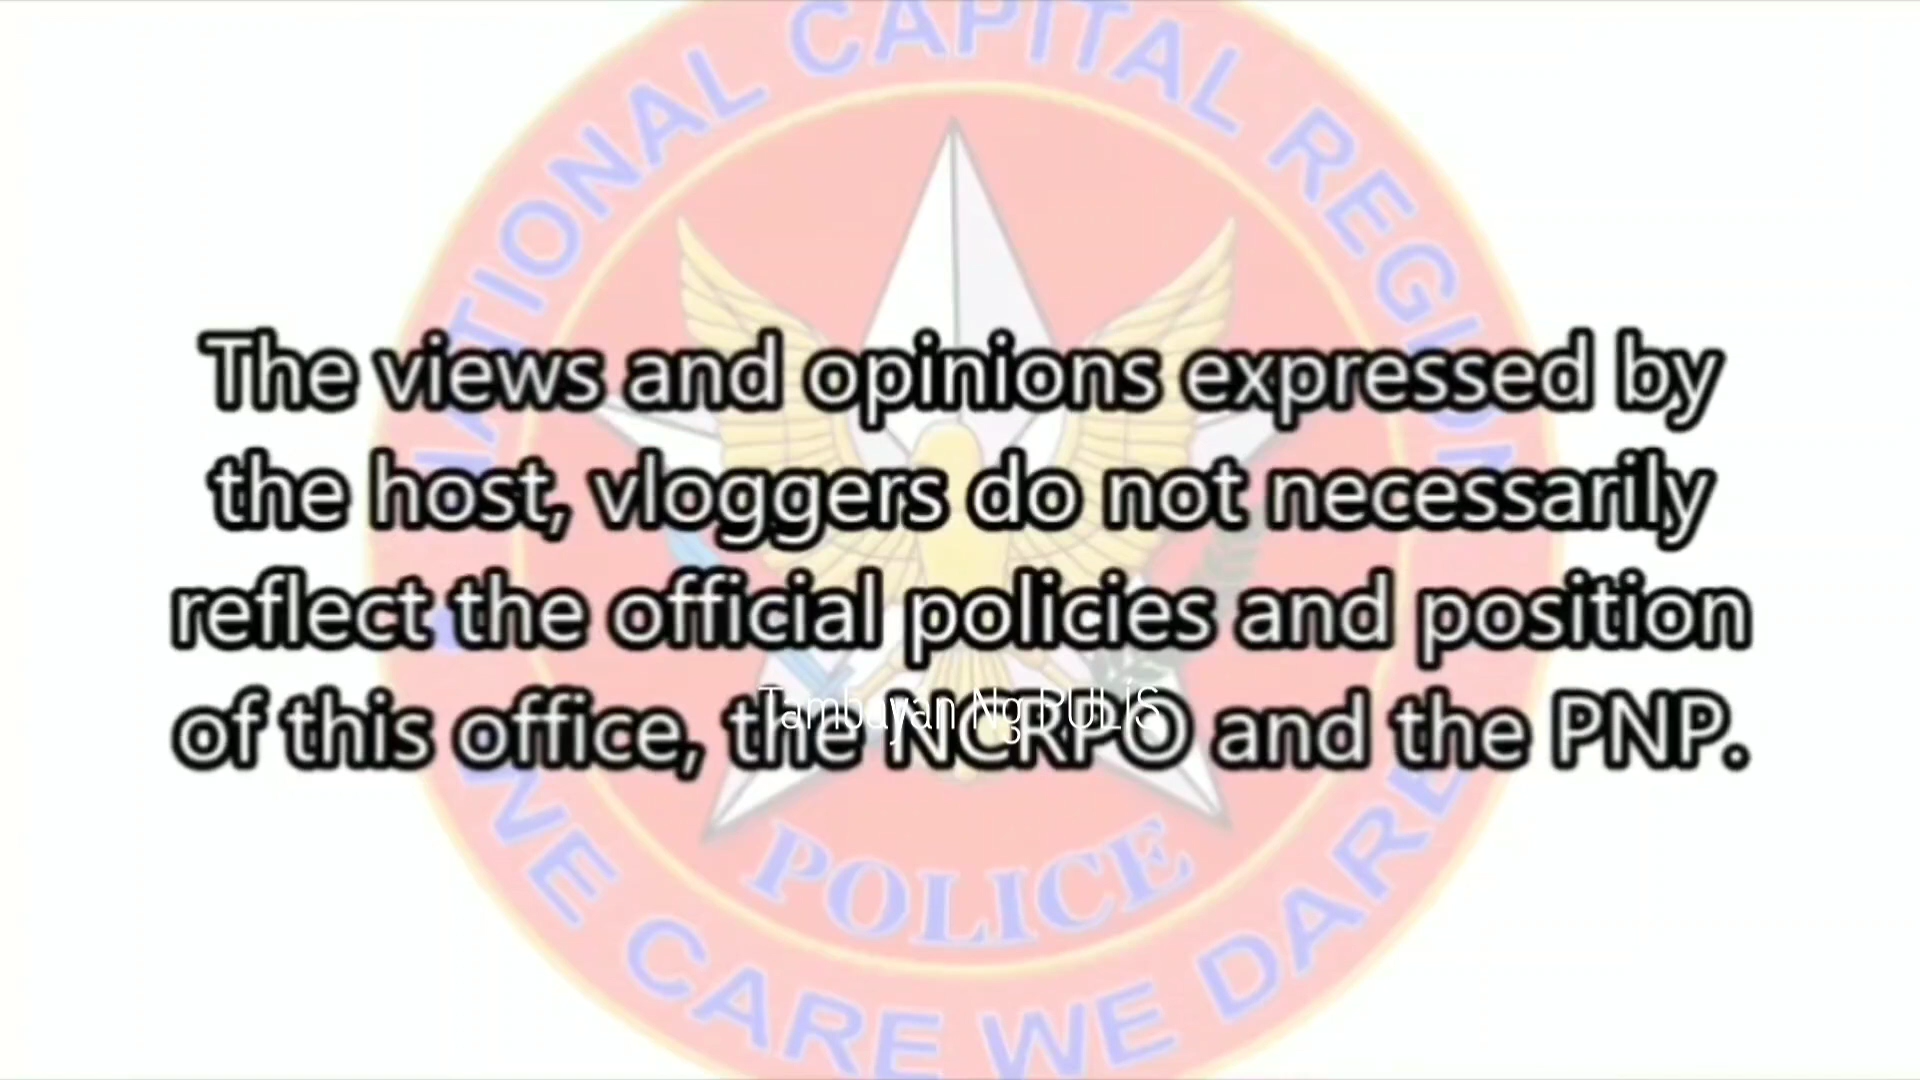 NATIONAL CAPITAL REGION
The views and opinions expressed by
the host, vloggers do not necessarily
reflect the official policies and position
of this office, the NCRPO and the PNP.
Tambayan Ng PULIS
POLICE
WE CARE WE DARE